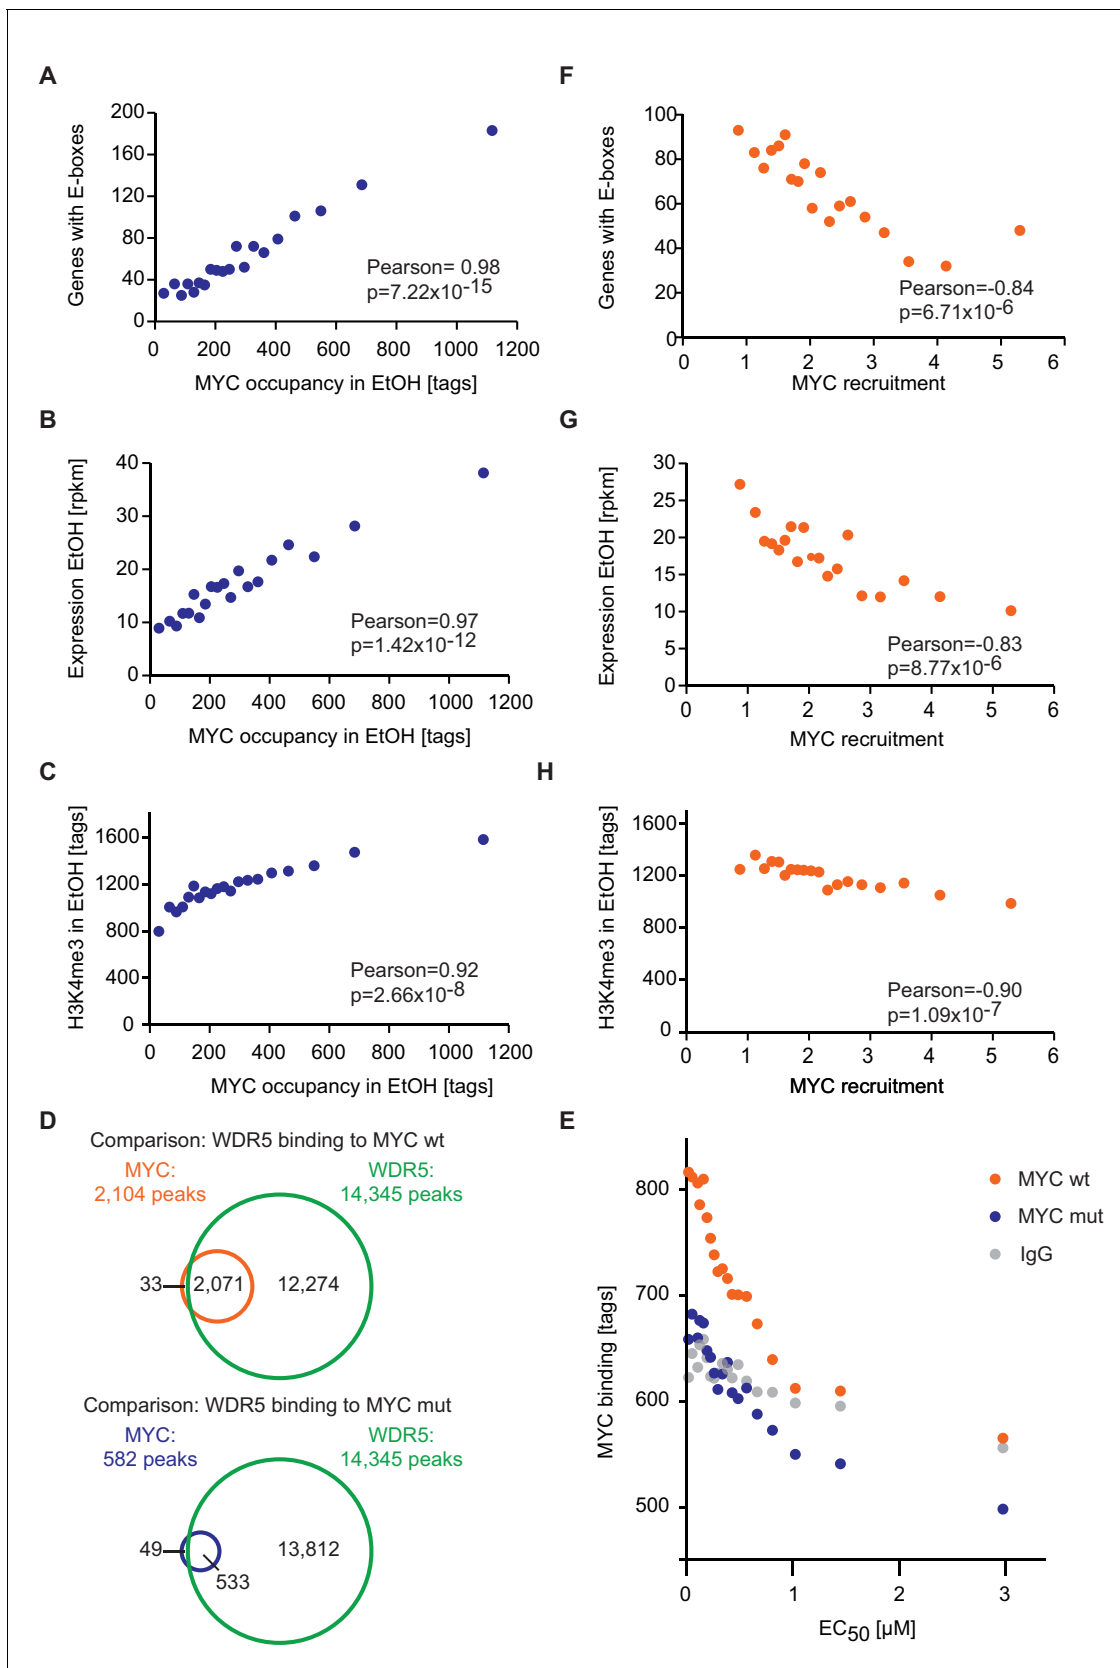 A
Genes with E-boxes
200
160
120
80
40
0
0 200 400 600 800 1000 1200
MYC occupancy in EtOH [tags]
Pearson= 0.98
p=7.22x10-15
F
Genes with E-boxes
100
80
60
40
20
0
0 1 2 3 4 5 6
MYC recruitment
Pearson=-0.84
p=6.71x10-6
B
Expression EtOH [rpkm]
40
30
20
10
0
0 200 400 600 800 1000 1200
MYC occupancy in EtOH [tags]
Pearson=0.97
p=1.42x10-12
G
Expression EtOH [rpkm]
30
25
20
15
10
5
0
0 1 2 3 4 5 6
MYC recruitment
Pearson=-0.83
p=8.77x10-6
C
H3K4me3 in EtOH [tags]
1600
1200
800
400
0
0 200 400 600 800 1000 1200
MYC occupancy in EtOH [tags]
Pearson=0.92
p=2.66x10-8
H
H3K4me3 in EtOH [tags]
1600
1200
800
400
0
0 1 2 3 4 5 6
MYC recruitment
Pearson=-0.90
p=1.09x10-7
D
Comparison: WDR5 binding to MYC wt
MYC:
2,104 peaks
WDR5:
14,345 peaks
33 2,071 12,274
Comparison: WDR5 binding to MYC mut
MYC:
582 peaks
WDR5:
14,345 peaks
49 533 13,812
E
MYC binding [tags]
800
700
600
500
0 1 2 3
EC50 [µM]
MYC wt
MYC mut
IgG